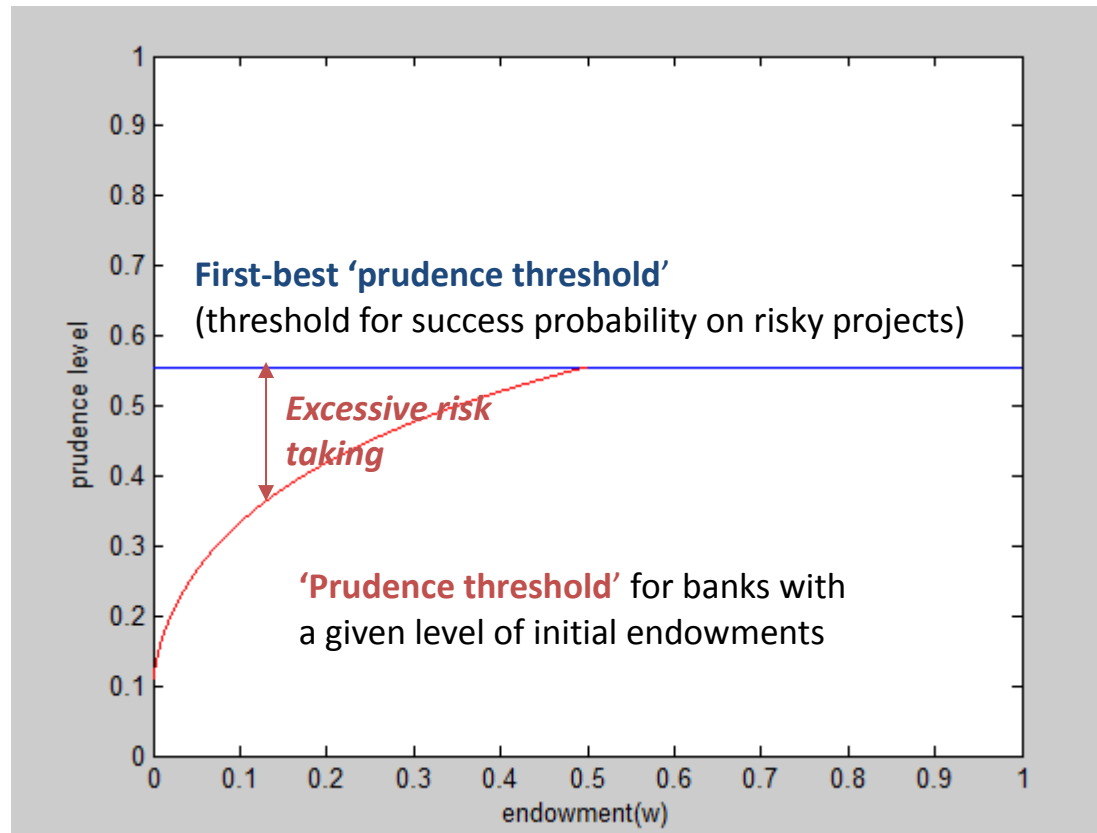 1
0.9
0.8
0.7
First-best ‘prudence threshold’
(threshold for success probability on risky projects)
0.6
0.5
Excessive risk
taking
0.4
0.3
‘Prudence threshold’ for banks with
0.2
a given level of initial endowments
0.1
0
prudence level
0 0.1 0.2 0.3 0.4 0.5 0.6 0.7 0.8 0.9 1
endowment(w)